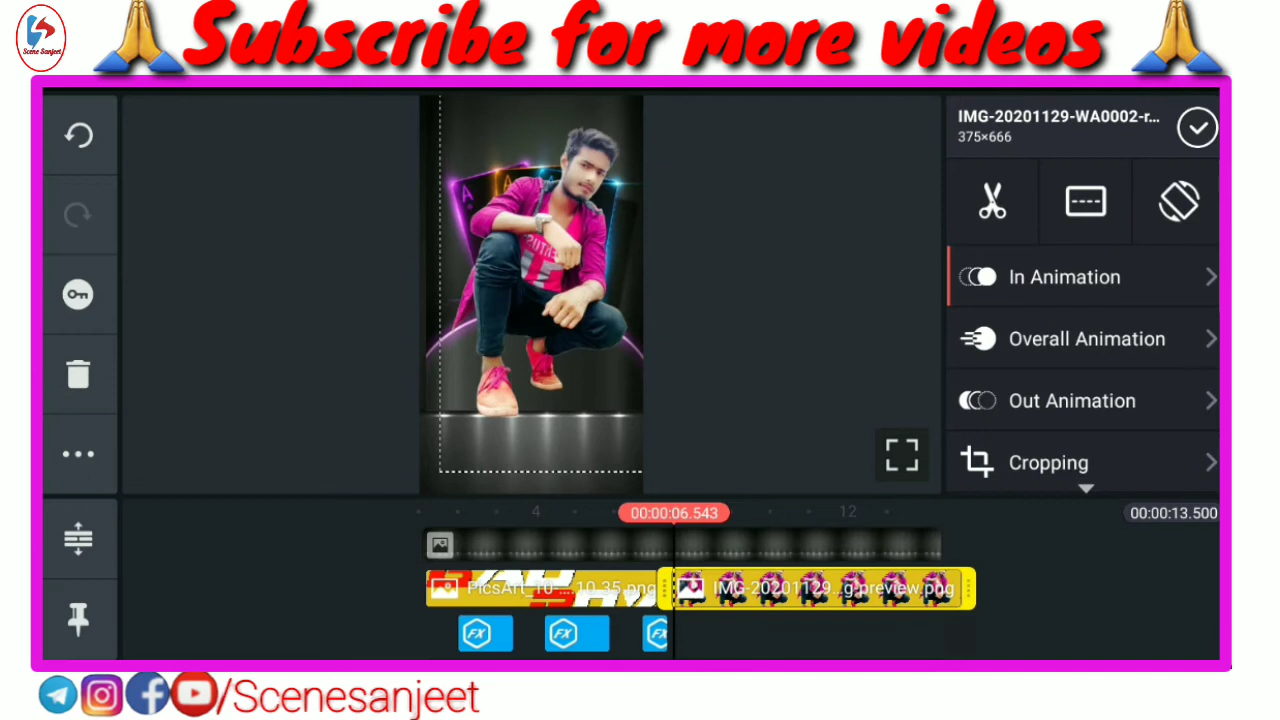 Subscribe for more videos
Scene Sanjeet
IMG-20201129-WA0002-r...
375×666
In Animation
Overall Animation
Out Animation
Cropping
4
00:00:06.543
12
00:00:13.500
PicsArt_10-....10-35.png
IMG-20201129...g-preview.png
FX
FX
FX
/Scenesanjeet